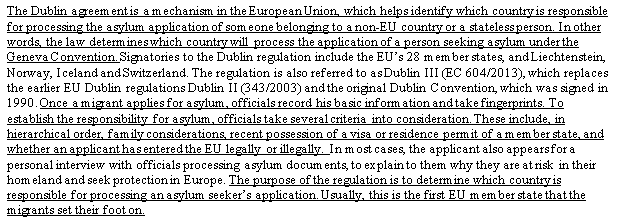 The Dublin agreement is a mechanism in the European Union, which helps identify which country is responsible
for processing the asylum application of someone belonging to a non-EU country or a stateless person. In other
words, the law determines which country will process the application of a person seeking asylum under the
Geneva Convention. Signatories to the Dublin regulation include the EU's 28 member states, and Liechtenstein,
Norway, Iceland and Switzerland. The regulation is also referred to as Dublin III (EC 604/2013), which replaces
the earlier EU Dublin regulations Dublin II (343/2003) and the original Dublin Convention, which was signed in
1990. Once a migrant applies for asylum, officials record his basic information and take fingerprints. To
establish the responsibility for asylum, officials take several criteria into consideration. These include, in
hierarchical order, family considerations, recent possession of a visa or residence permit of a member state, and
whether an applicant has entered the EU legally or illegally. In most cases, the applicant also appears for a
personal interview with officials processing asylum documents, to explain to them why they are at risk in their
homeland and seek protection in Europe. The purpose of the regulation is to determine which country is
responsible for processing an asylum seeker's application. Usually, this is the first EU member state that the
migrants set their foot on.